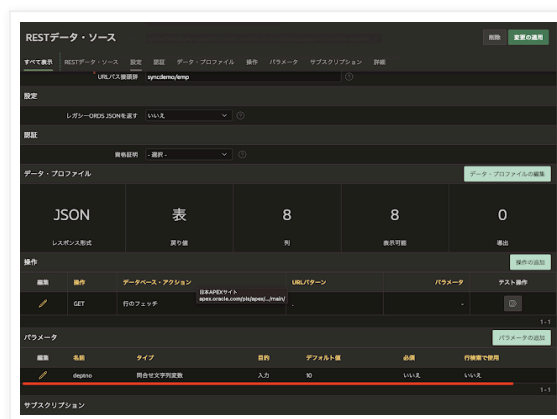 RESTデータ・ソース
削除 変更の適用
すべて表示 RESTデータ・ソース 設定 認証 データ・プロファイル 操作 パラメータ サブスクリプション 詳細
URLパス接頭辞 syncdemo/emp
設定
レガシーORDS JSONを返す いいえ
認証
資格証明 - 選択 -
データ・プロファイル データ・プロファイルの編集
JSON 表 8 8 0
レスポンス形式 戻り値 列 表示可能 導出
操作 操作の追加
編集 操作 データベース・アクション URLパターン パラメータ テスト操作
日本APEXサイト
apex.oracle.com/pls/apex/.../main/
GET 行のフェッチ . -
1 - 1
パラメータ パラメータの追加
編集 名前 タイプ 目的 デフォルト値 必須 行検索で使用
deptno 問合せ文字列変数 入力 10 いいえ いいえ
1 - 1
サブスクリプション